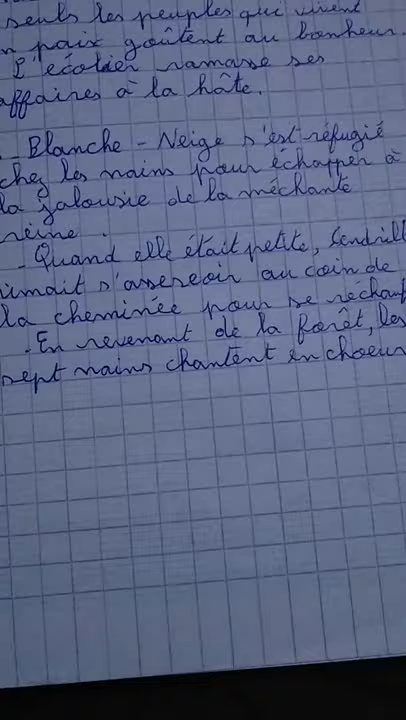 seuls les peuples qui vivent
n paix goûtent au bonheur.
L'écolier ramasse ses
affaires à la hâte.
. Blanche-Neige s'est réfugié
chez les nains pour échapper à
la jalousie de la méchante
reine.
. Quand elle était petite, Cendrill
aimait s'asseoir au coin de
la cheminée pour se réchauf
. En revenant de la forêt, les
sept nains chantent en choeur